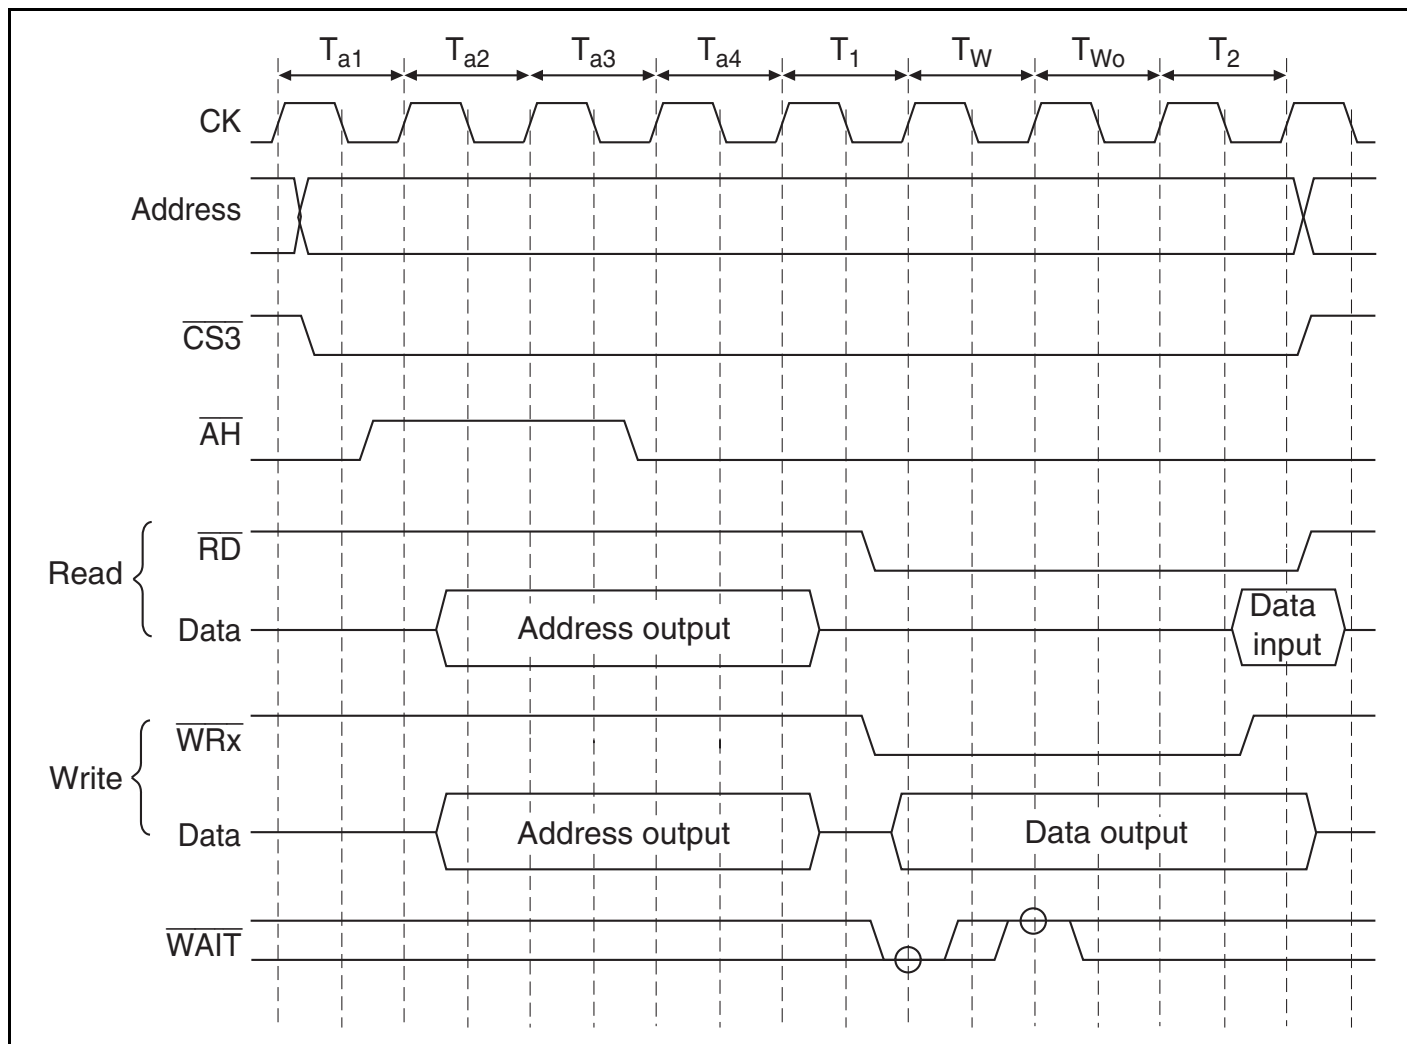 Ta1 Ta2 Ta3 Ta4 T1 TW TWo T2
CK
Address
CS3
AH
Read
RD
Data
Address output
Data
input
Write
WRx
Data
Address output
Data output
WAIT